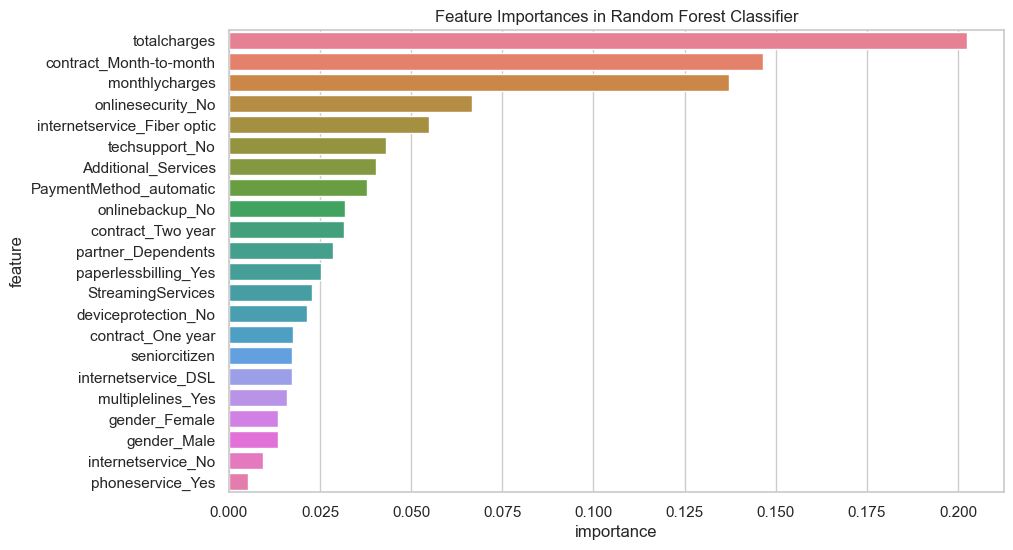 Feature Importances in Random Forest Classifier
totalcharges
contract_Month-to-month
monthlycharges
onlinesecurity_No
internetservice_Fiber optic
techsupport_No
Additional_Services
PaymentMethod_automatic
onlinebackup_No
contract_Two year
partner_Dependents
paperlessbilling_Yes
StreamingServices
deviceprotection_No
contract_One year
seniorcitizen
internetservice_DSL
multiplelines_Yes
gender_Female
gender_Male
internetservice_No
phoneservice_Yes
feature
0.000 0.025 0.050 0.075 0.100 0.125 0.150 0.175 0.200
importance